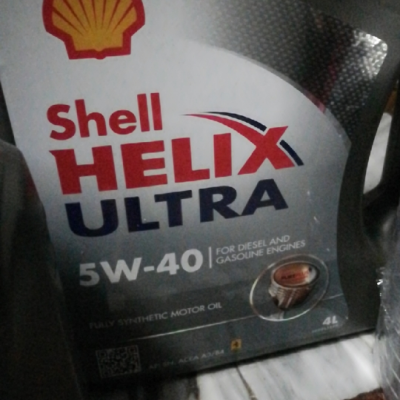 Shell
HELIX
ULTRA
5W-40
FOR DIESEL AND
GASOLINE ENGINES
FULLY SYNTHETIC MOTOR OIL
4L